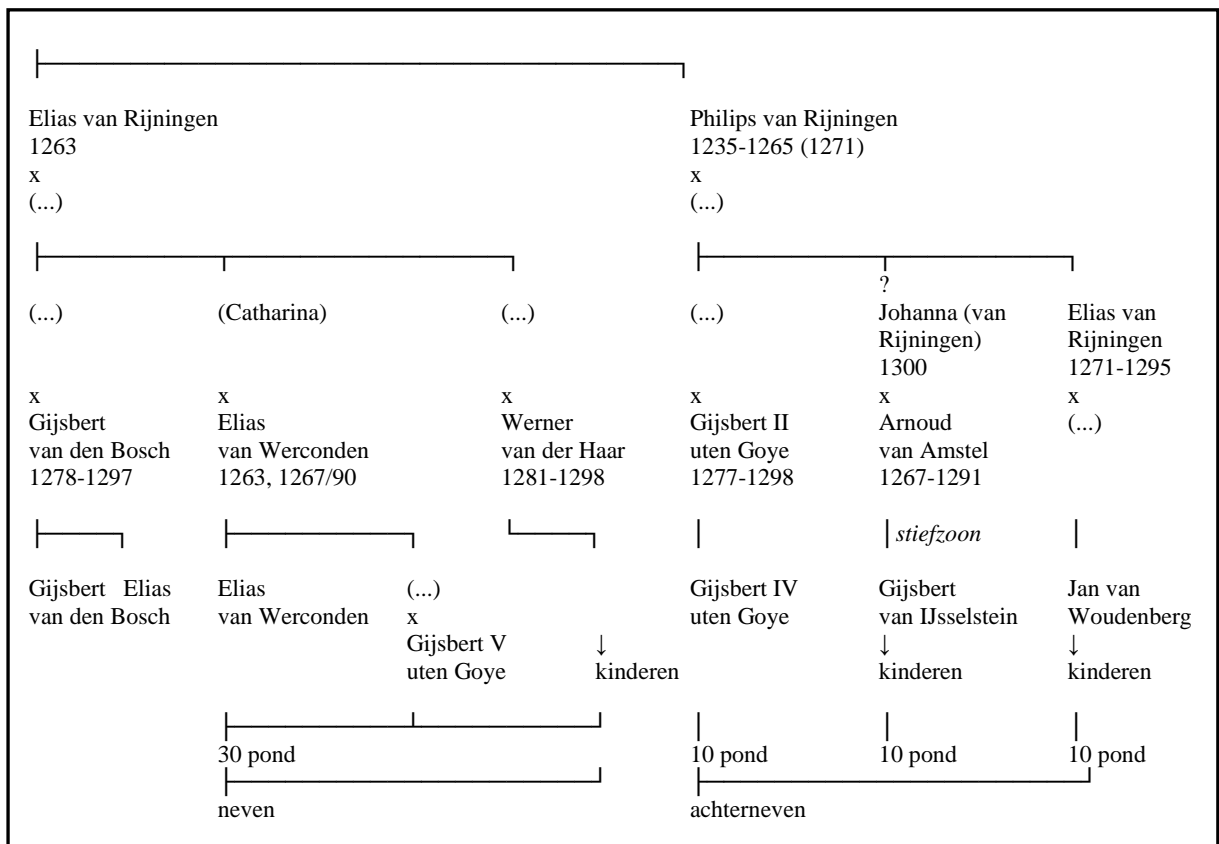 Elias van Rijningen Philips van Rijningen
1263 1235-1265 (1271)
x x
(...) (...)
?
(...) (Catharina) (...) (...) Johanna (van Elias van
Rijningen) Rijningen
1300 1271-1295
x x x x x x
Gijsbert Elias Werner Gijsbert II Arnoud (...)
van den Bosch van Werconden van der Haar uten Goye van Amstel
1278-1297 1263, 1267/90 1281-1298 1277-1298 1267-1291
stiefzoon
Gijsbert Elias Elias (...) Gijsbert IV Gijsbert Jan van
van den Bosch van Werconden x uten Goye van IJsselstein Woudenberg
Gijsbert V ↓ ↓ ↓
uten Goye kinderen kinderen kinderen
30 pond 10 pond 10 pond 10 pond
neven achterneven